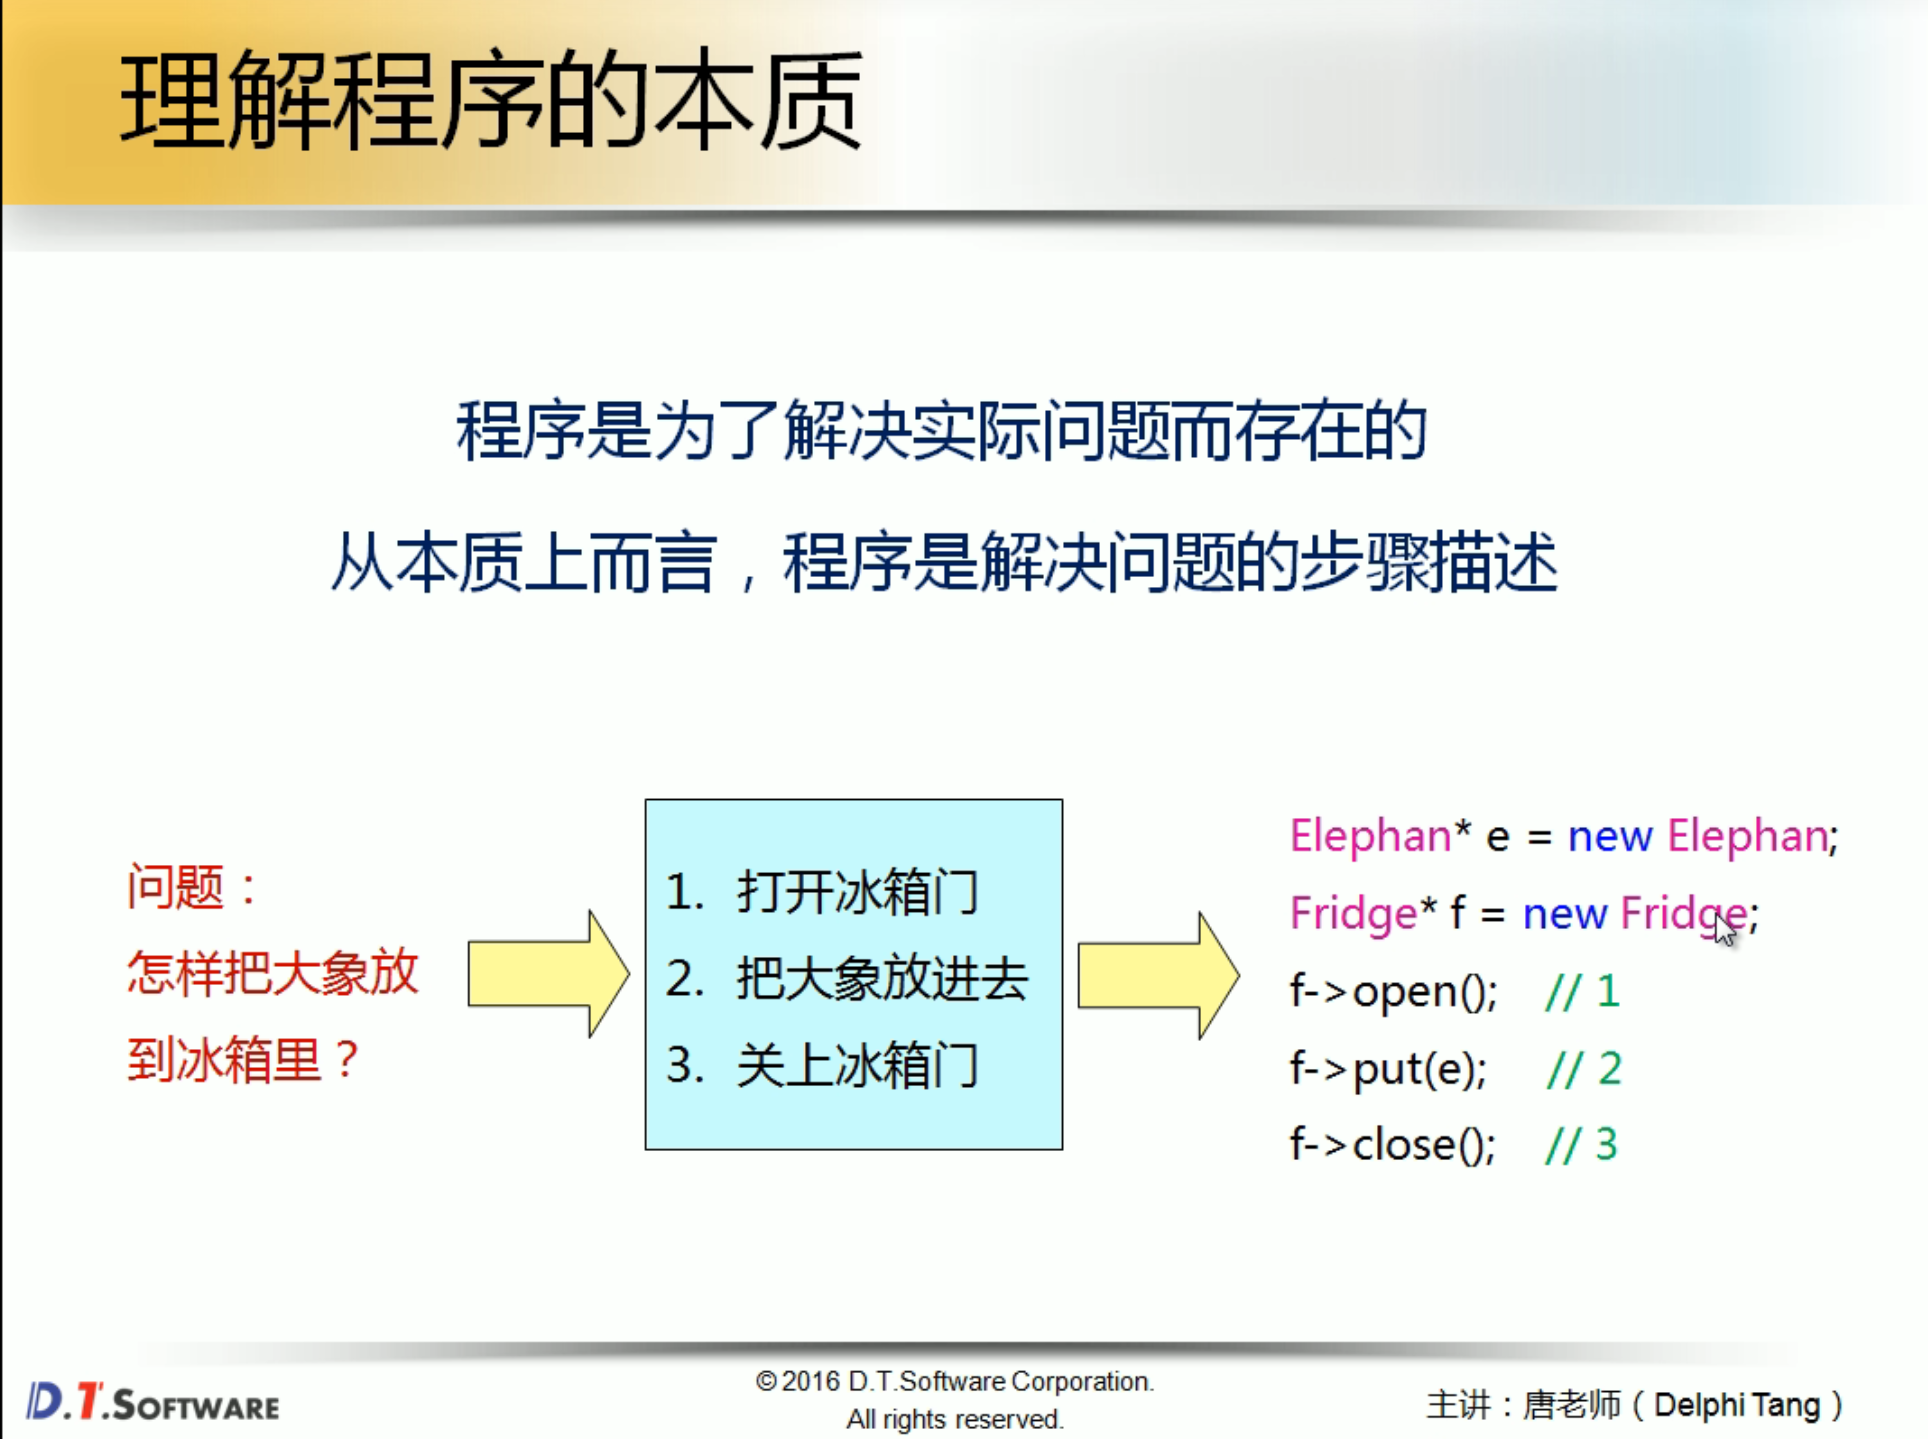 理解程序的本质
程序是为了解决实际问题而存在的
从本质上而言，程序是解决问题的步骤描述
问题：
怎样把大象放
到冰箱里？
1. 打开冰箱门
2. 把大象放进去
3. 关上冰箱门
Elephan* e = new Elephan;
Fridge* f = new Fridge;
f->open(); // 1
f->put(e); // 2
f->close(); // 3
D.T.SOFTWARE
© 2016 D.T.Software Corporation.
All rights reserved.
主讲：唐老师（Delphi Tang）